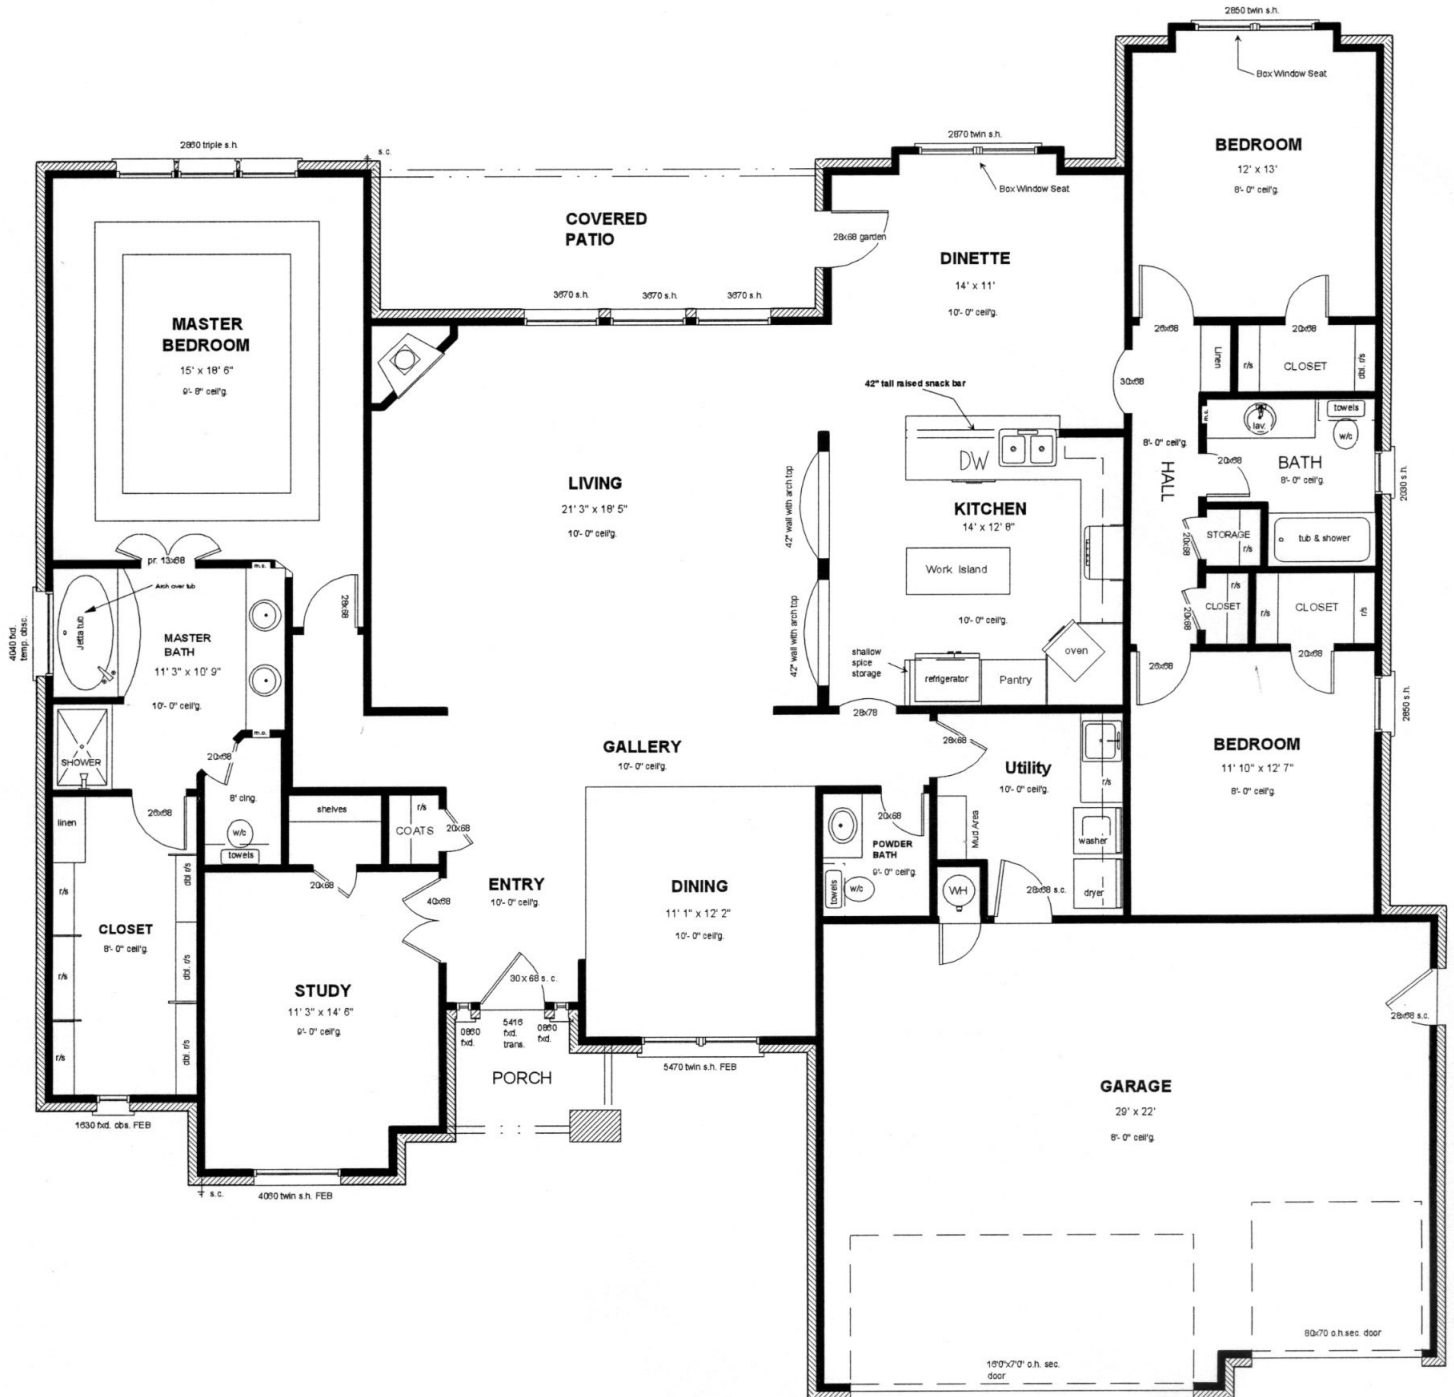 2850 twin s.h.
Box Window Seat
BEDROOM
12' x 13'
8'- 0" ceil'g.
2870 twin s.h.
Box Window Seat
2860 triple s.h.
s.c.
COVERED
PATIO
28x68 garden
DINETTE
14' x 11'
10'- 0" ceil'g.
3670 s.h.
3670 s.h.
3670 s.h.
MASTER
BEDROOM
15' x 18' 6"
9'- 8" ceil'g.
26x68
20x68
Linen
r/s
CLOSET
dbl. r/s
30x68
42" tall raised snack bar
m.c.
lav.
towels
w/c
8'- 0" ceil'g.
HALL
20x68
BATH
8'- 0" ceil'g.
2030 s.h.
DW
LIVING
21' 3" x 18' 5"
10'- 0" ceil'g.
42" wall with arch top
KITCHEN
14' x 12' 8"
Work Island
10'- 0" ceil'g.
STORAGE
r/s
tub & shower
20x68
pr. 13x68
m.c.
Arch over tub
Jetta tub
4040 fxd.
temp. obsc.
MASTER
BATH
11' 3" x 10' 9"
10'- 0" ceil'g.
28x68
42" wall with arch top
r/s
CLOSET
20x68
r/s
CLOSET
r/s
shallow
spice
storage
refrigerator
Pantry
oven
26x68
20x68
2850 s.h.
28x78
m.c.
SHOWER
20x68
8' clng.
w/c
towels
GALLERY
10'- 0" ceil'g.
28x68
Utility
10'- 0" ceil'g.
r/s
BEDROOM
11' 10" x 12' 7"
8'- 0" ceil'g.
linen
26x68
shelves
r/s
COATS
20x68
20x68
Mud Area
washer
POWDER
BATH
9'- 0" ceil'g.
towels
w/c
WH
28x68 s.c.
dryer
r/s
dbl r/s
20x68
40x68
ENTRY
10'- 0" ceil'g.
DINING
11' 1" x 12' 2"
10'- 0" ceil'g.
CLOSET
8'- 0" ceil'g.
r/s
dbl. r/s
STUDY
11' 3" x 14' 6"
9'- 0" ceil'g.
30 x 68 s. c.
28x68 s.c.
r/s
dbl. r/s
0860
fxd.
5416
fxd.
trans.
0860
fxd.
PORCH
5470 twin s.h. FEB
GARAGE
29' x 22'
8'- 0" ceil'g.
1630 fxd. obs. FEB
s.c.
4060 twin s.h. FEB
16'0"x7'0" o.h. sec.
door
80x70 o.h.sec. door